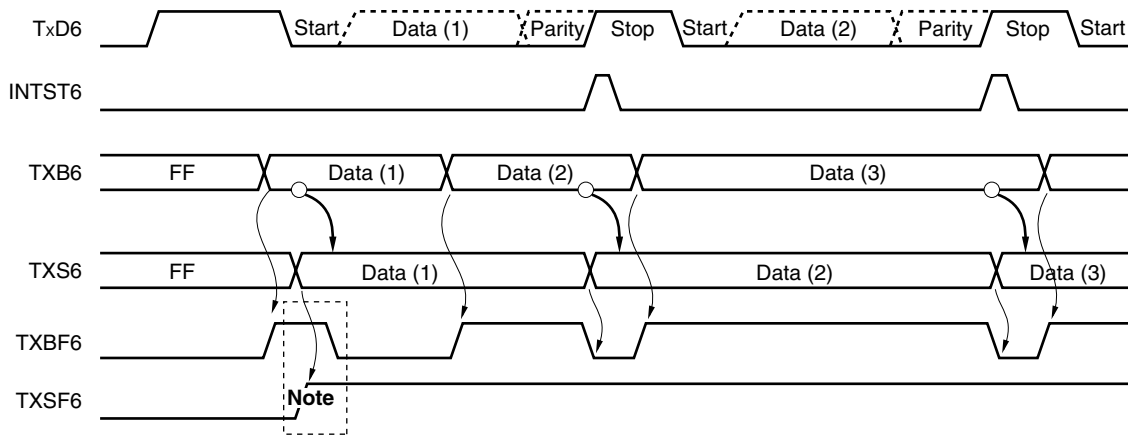 TxD6 Start Data (1) Parity Stop Start Data (2) Parity Stop Start
INTST6
TXB6 FF Data (1) Data (2) Data (3)
TXS6 FF Data (1) Data (2) Data (3)
TXBF6
TXSF6 Note